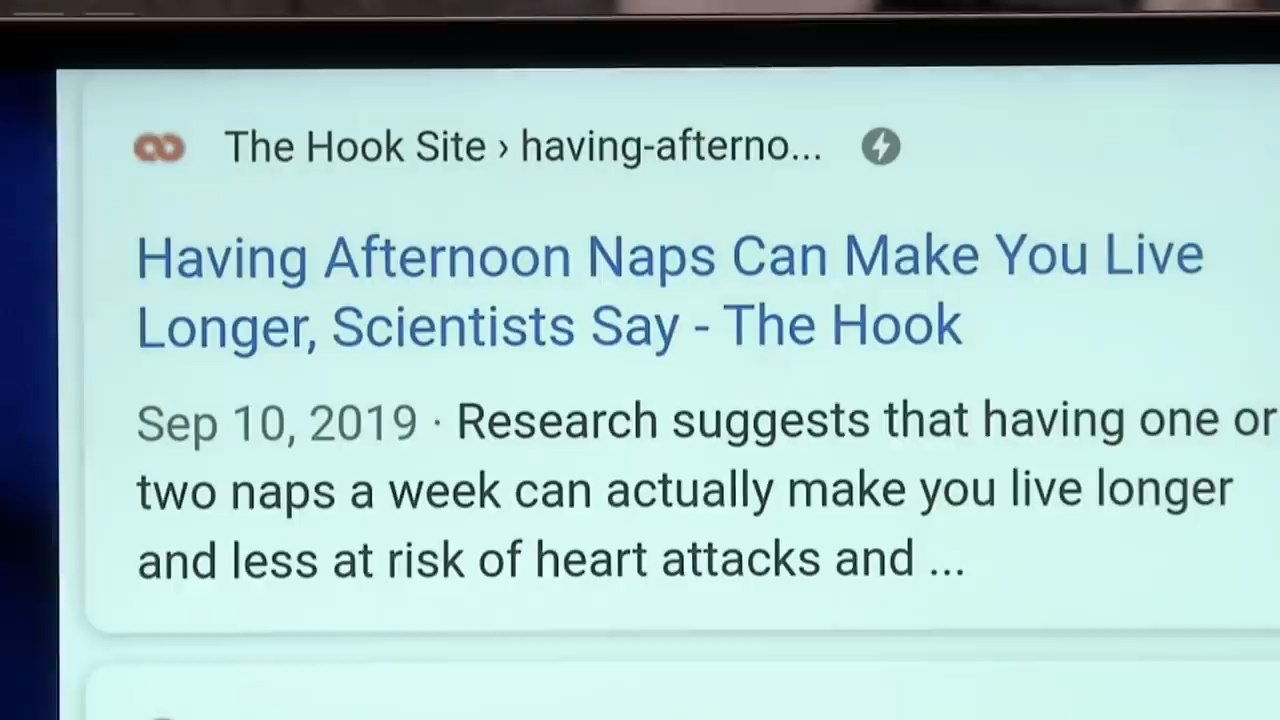 The Hook Site › having-afterno...
Having Afternoon Naps Can Make You Live
Longer, Scientists Say - The Hook
Sep 10, 2019 · Research suggests that having one or
two naps a week can actually make you live longer
and less at risk of heart attacks and ...